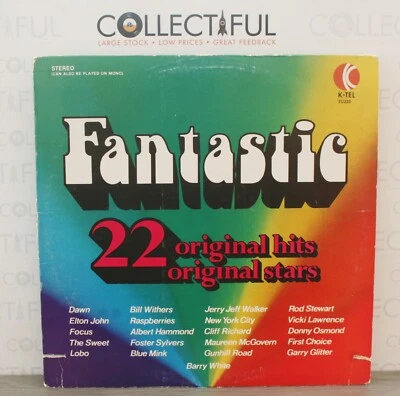 COLLECTIFUL
LARGE STOCK • LOW PRICES • GREAT FEEDBACK
STEREO
(CAN ALSO BE PLAYED ON MONO)
K
K-TEL
Fantastic
22 original hits
original stars
Dawn
Elton John
Focus
The Sweet
Lobo
Bill Withers
Raspberries
Albert Hammond
Foster Sylvers
Blue Mink
Jerry Jeff Walker
New York City
Cliff Richard
Maureen McGovern
Gunhill Road
Rod Stewart
Vicki Lawrence
Donny Osmond
First Choice
Garry Glitter
Barry White